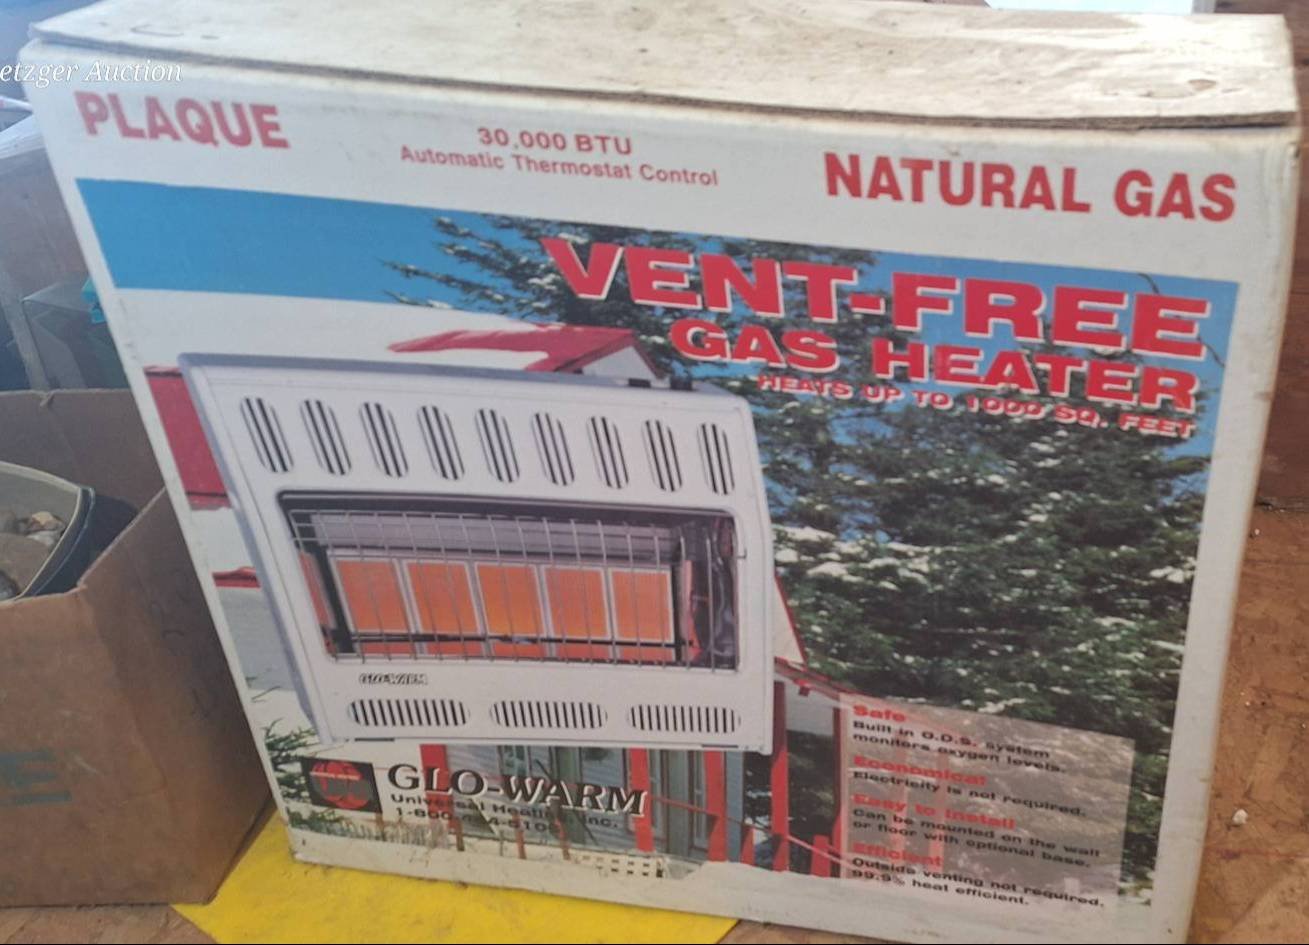 etzger Auction
PLAQUE
30,000 BTU
Automatic Thermostat Control
NATURAL GAS
VENT-FREE
GAS HEATER
HEATS UP TO 1000 SQ. FEET
GLO-WARM
GLO-WARM
Universal Heating, Inc.
Safe
Built in O.D.S. system
monitors oxygen levels.
Economical
Electricity is not required.
Easy to Install
Can be mounted on the wall
or floor with optional base.
Efficient
Outside venting not required.
99.9% heat efficient.